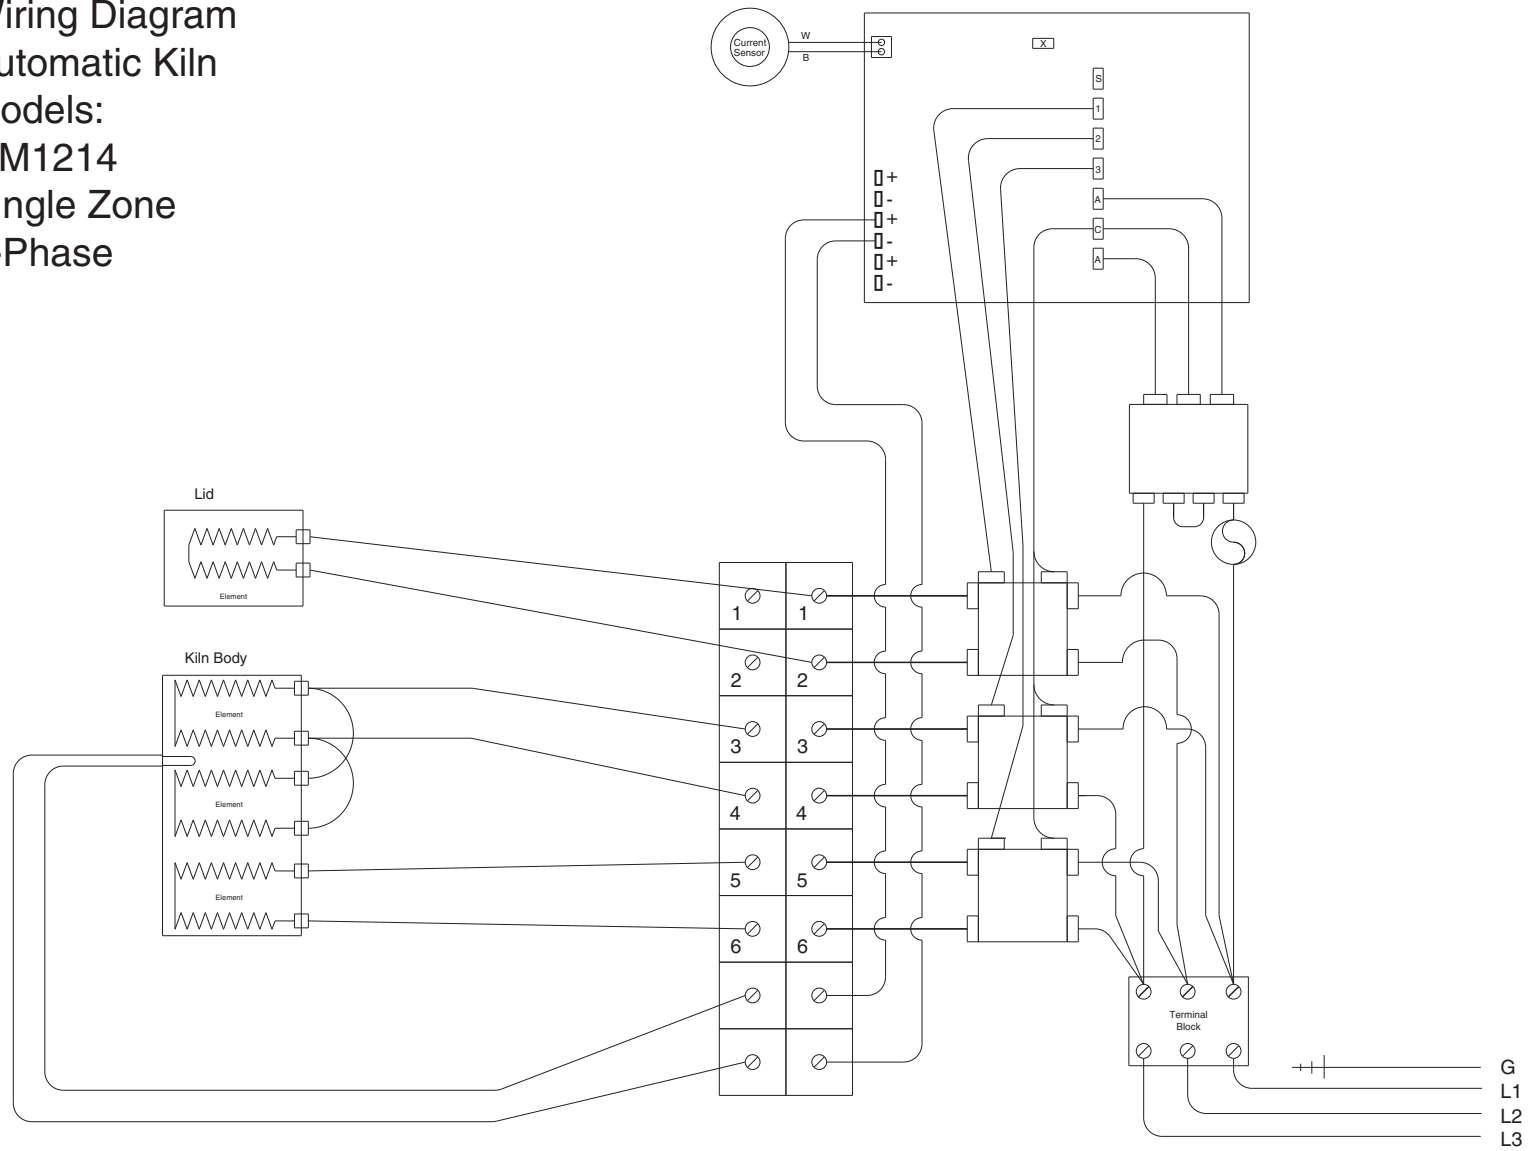 iring Diagram
utomatic Kiln
odels:
M1214
ngle Zone
-Phase
Current
Sensor
W
B
X
S
1
2
3
A
C
A
+
-
+
-
+
-
Lid
Element
Kiln Body
Element
Element
Element
1 1
2 2
3 3
4 4
5 5
6 6
Terminal
Block
G
L1
L2
L3